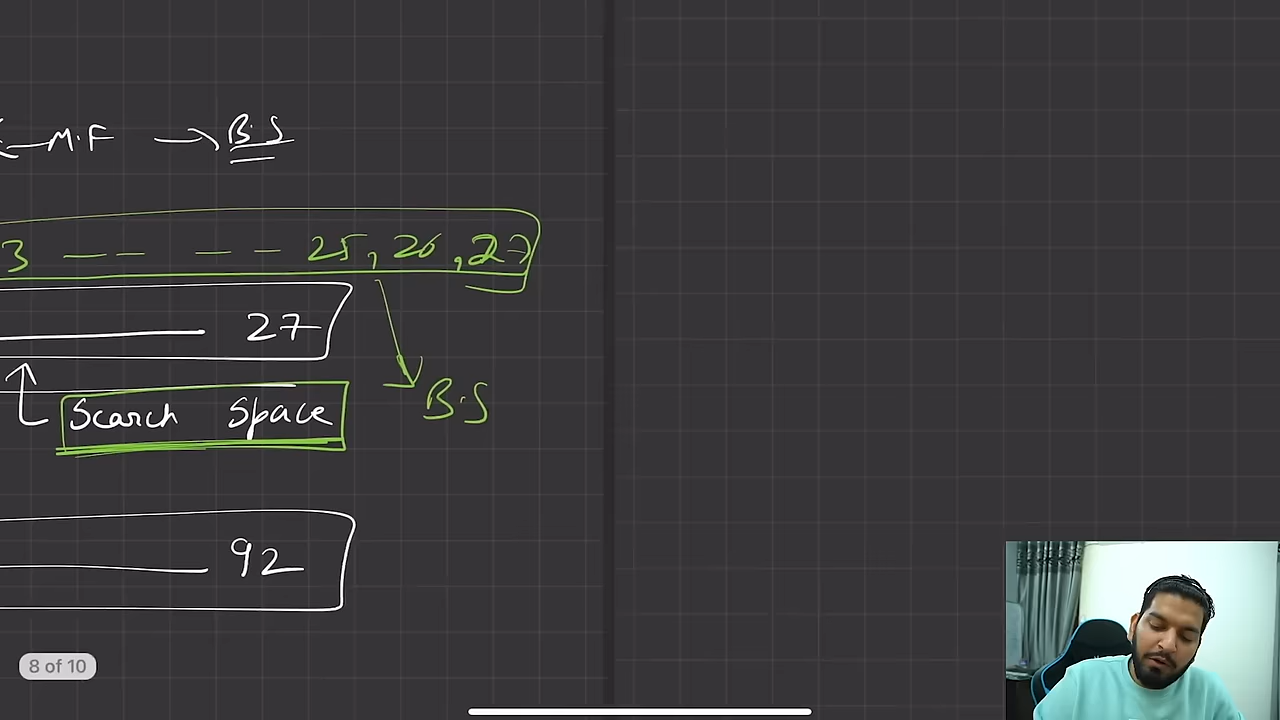 M.F → B.S
3 —— —— 25, 26, 27
27
Search Space
B.S
92
8 of 10